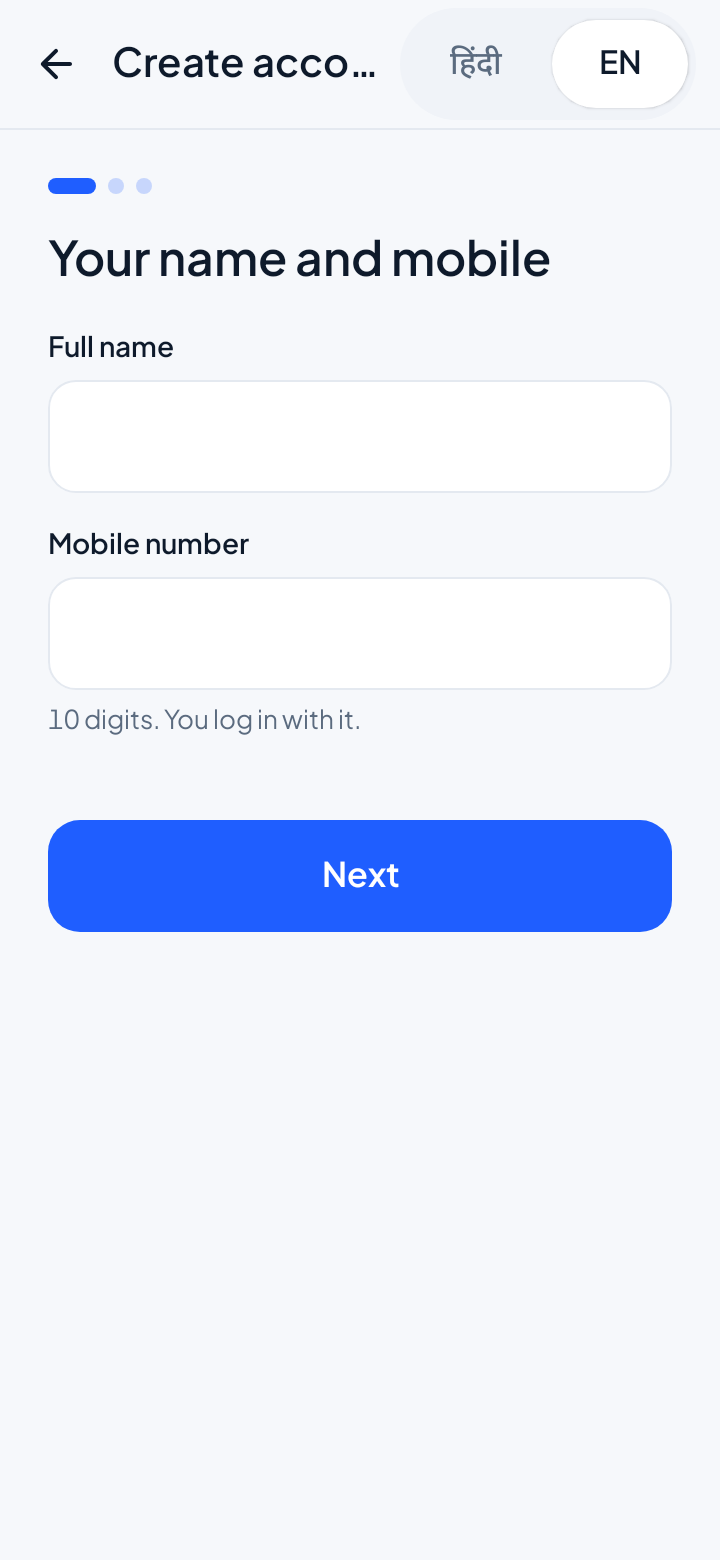 Create acco...
हिंदी
EN
Your name and mobile
Full name
Mobile number
10 digits. You log in with it.
Next